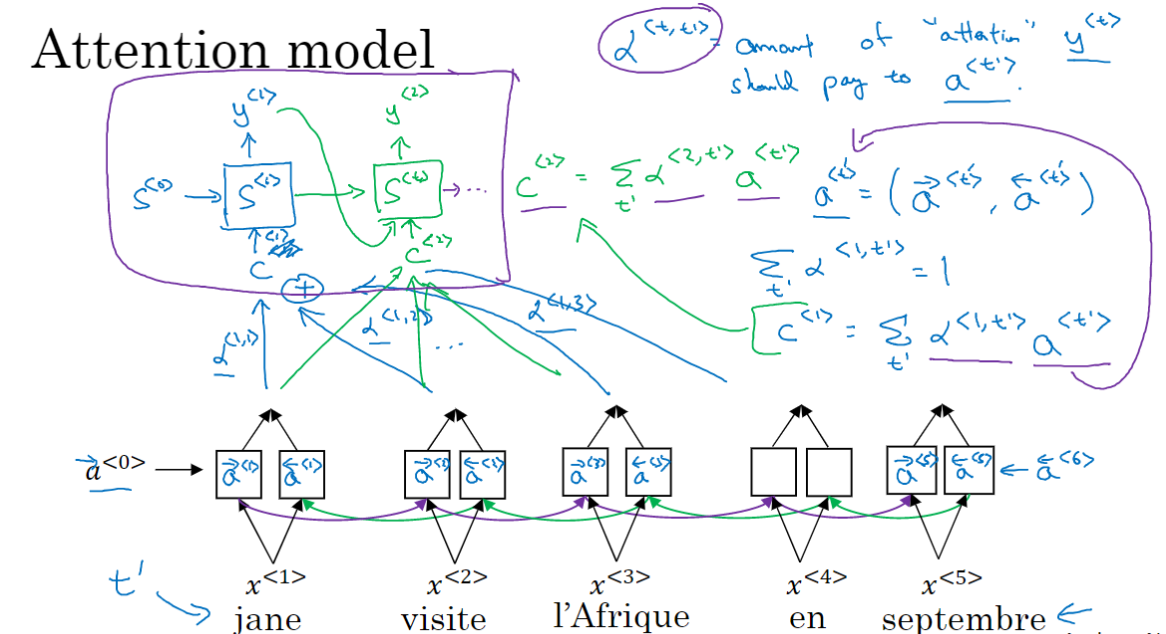 Attention model
α^<t,t'> = amount of "attention" y^<t>
should pay to a^<t'>.
y^<1> y^<2>
s^<0> → S^<1> → S^<t> → ...
c^<1> c^<2>
+
c^<2> = Σ_t' α^<2,t'> a^<t'>
a^<t'> = (→a^<t'>, ←a^<t'>)
Σ_t' α^<1,t'> = 1
c^<1> = Σ_t' α^<1,t'> a^<t'>
α^<1,1> α^<1,2> ... α^<1,3>
→a^<0> →a^<1> ←a^<1> →a^<2> ←a^<2> →a^<3> ←a^<3> →a^<5> ←a^<5> ←a^<6>
t' x^<1> x^<2> x^<3> x^<4> x^<5>
jane visite l'Afrique en septembre